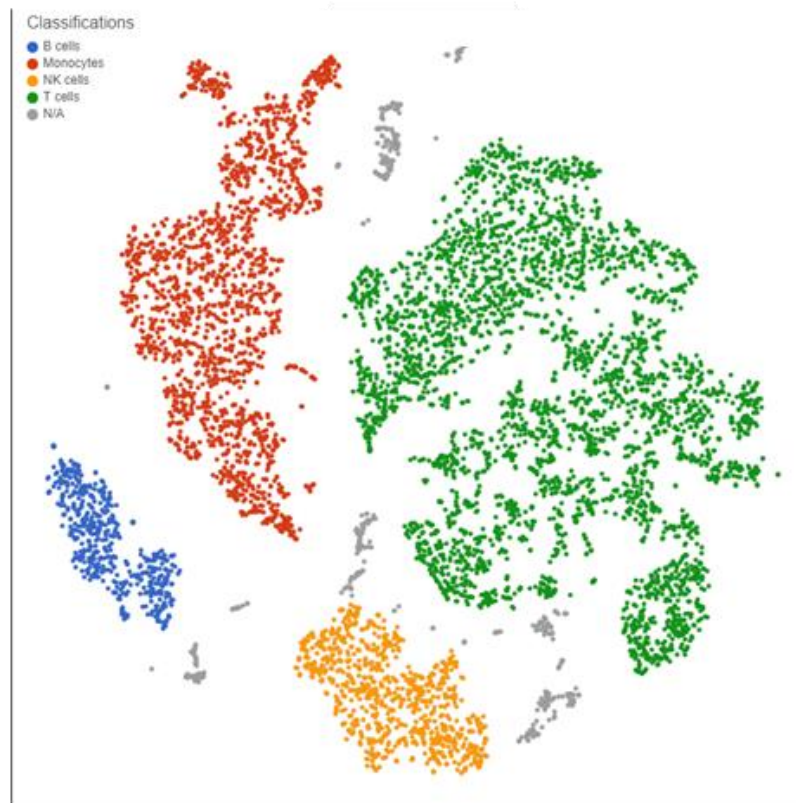 Classifications
B cells
Monocytes
NK cells
T cells
N/A